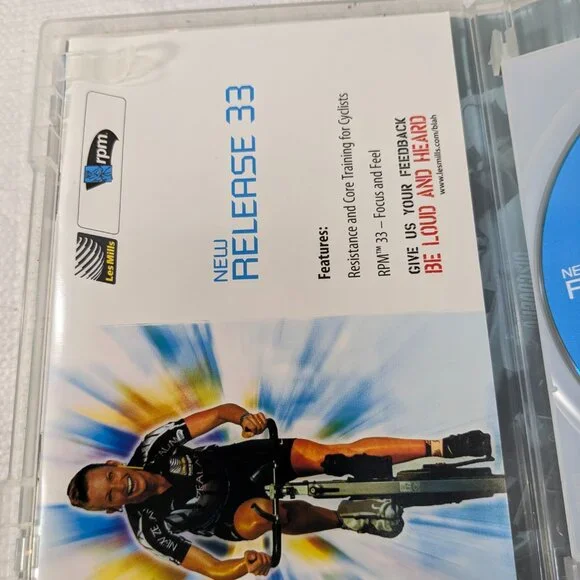 rpm
Les Mills
NEW
RELEASE 33
Features:
Resistance and Core Training for Cyclists
RPM™ 33 – Focus and Feel
GIVE US YOUR FEEDBACK
BE LOUD AND HEARD
www.lesmills.com/blah
NE